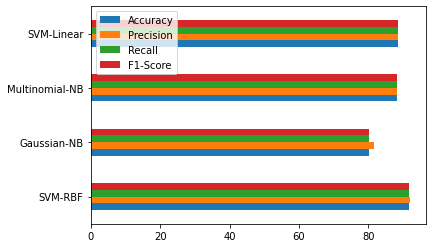 SVM-Linear
Multinomial-NB
Gaussian-NB
SVM-RBF
Accuracy
Precision
Recall
F1-Score
0 20 40 60 80